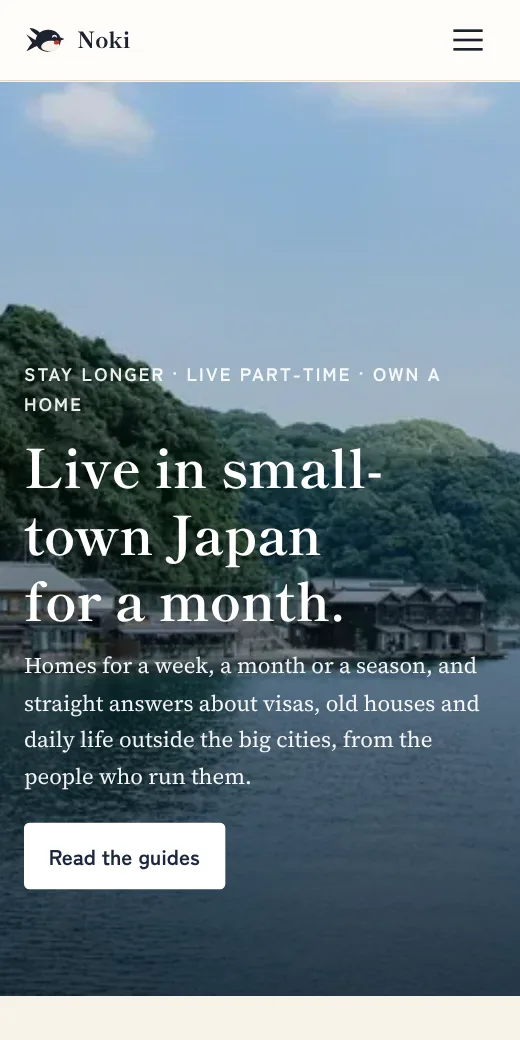 Noki
STAY LONGER · LIVE PART-TIME · OWN A
HOME
Live in small-
town Japan
for a month.
Homes for a week, a month or a season, and
straight answers about visas, old houses and
daily life outside the big cities, from the
people who run them.
Read the guides